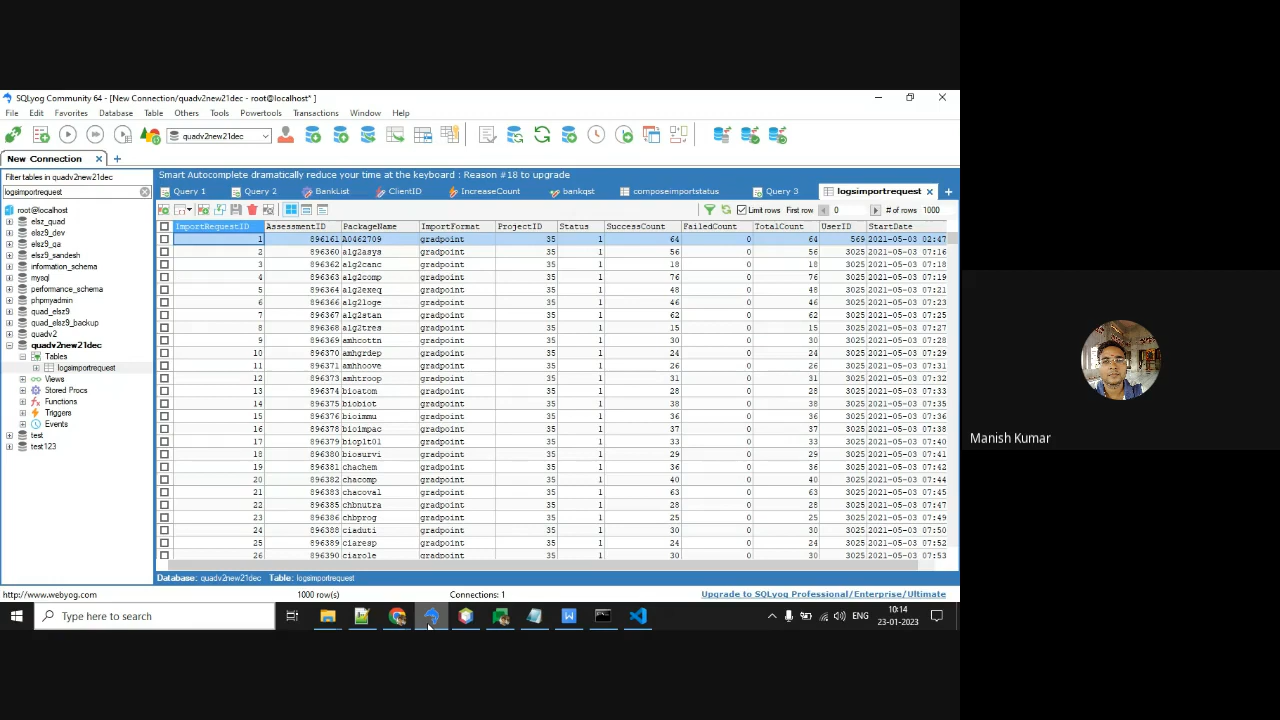 SQLyog Community 64 - [New Connection/quadv2new21dec - root@localhost* ]
File Edit Favorites Database Table Others Tools Powertools Transactions Window Help
quadv2new21dec
New Connection
Filter tables in quadv2new21dec
logsimportrequest
root@localhost
elsz_quad
elsz9_dev
elsz9_qa
elsz9_sandesh
information_schema
mysql
performance_schema
phpmyadmin
quad_elsz9
quad_elsz9_backup
quadv2
quadv2new21dec
Tables
logsimportrequest
Views
Stored Procs
Functions
Triggers
Events
test
test123
Smart Autocomplete dramatically reduce your time at the keyboard : Reason #18 to upgrade
Query 1 Query 2 BankList ClientID IncreaseCount bankqst composeimportstatus Query 3 logsimportrequest
Limit rows First row 0 # of rows 1000
ImportRequestID AssessmentID PackageName ImportFormat ProjectID Status SuccessCount FailedCount TotalCount UserID StartDate
1 896161 A0462709 gradpoint 35 1 64 0 64 569 2021-05-03 02:47
2 896360 alg2asys gradpoint 35 1 56 0 56 3025 2021-05-03 07:16
3 896362 alg2canc gradpoint 35 1 18 0 18 3025 2021-05-03 07:18
4 896363 alg2comp gradpoint 35 1 76 0 76 3025 2021-05-03 07:19
5 896364 alg2exeq gradpoint 35 1 48 0 48 3025 2021-05-03 07:21
6 896366 alg2loge gradpoint 35 1 46 0 46 3025 2021-05-03 07:23
7 896367 alg2stan gradpoint 35 1 62 0 62 3025 2021-05-03 07:25
8 896368 alg2tres gradpoint 35 1 15 0 15 3025 2021-05-03 07:27
9 896369 amhcottn gradpoint 35 1 30 0 30 3025 2021-05-03 07:28
10 896370 amhgrdep gradpoint 35 1 24 0 24 3025 2021-05-03 07:29
11 896371 amhhoove gradpoint 35 1 26 0 26 3025 2021-05-03 07:31
12 896373 amhtroop gradpoint 35 1 31 0 31 3025 2021-05-03 07:32
13 896374 bioatom gradpoint 35 1 28 0 28 3025 2021-05-03 07:35
14 896375 biobiot gradpoint 35 1 38 0 38 3025 2021-05-03 07:35
15 896376 bioimmu gradpoint 35 1 36 0 36 3025 2021-05-03 07:36
16 896378 bioimpac gradpoint 35 1 37 0 37 3025 2021-05-03 07:38
17 896379 bioplt01 gradpoint 35 1 33 0 33 3025 2021-05-03 07:40
18 896380 biosurvi gradpoint 35 1 29 0 29 3025 2021-05-03 07:41
19 896381 chachem gradpoint 35 1 36 0 36 3025 2021-05-03 07:42
20 896382 chacomp gradpoint 35 1 40 0 40 3025 2021-05-03 07:44
21 896383 chacoval gradpoint 35 1 63 0 63 3025 2021-05-03 07:45
22 896385 chbnutra gradpoint 35 1 28 0 28 3025 2021-05-03 07:47
23 896386 chbprog gradpoint 35 1 25 0 25 3025 2021-05-03 07:49
24 896388 ciaduti gradpoint 35 1 30 0 30 3025 2021-05-03 07:50
25 896389 ciaresp gradpoint 35 1 24 0 24 3025 2021-05-03 07:52
26 896390 ciarole gradpoint 35 1 30 0 30 3025 2021-05-03 07:53
Database: quadv2new21dec Table: logsimportrequest
http://www.webyog.com 1000 row(s) Connections: 1 Upgrade to SQLyog Professional/Enterprise/Ultimate
Type here to search
ENG
10:14
23-01-2023
Manish Kumar